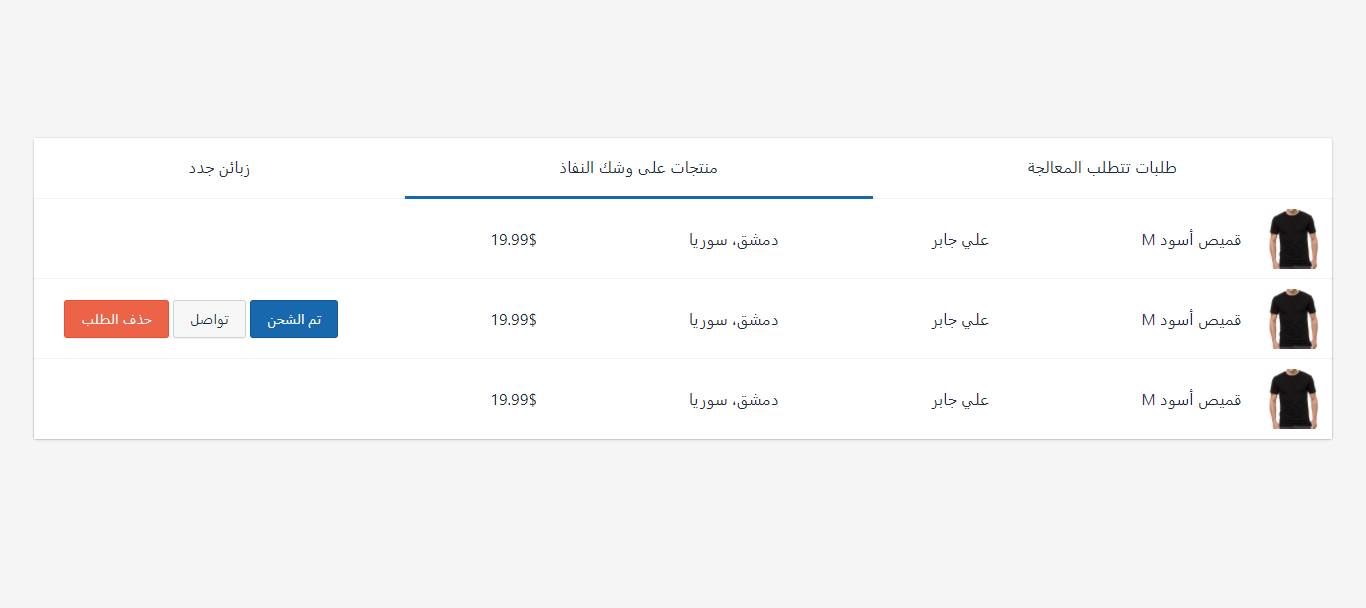 طلبات تتطلب المعالجة منتجات على وشك النفاذ زبائن جدد
قميص أسود M علي جابر دمشق، سوريا 19.99$
قميص أسود M علي جابر دمشق، سوريا 19.99$ تم الشحن تواصل حذف الطلب
قميص أسود M علي جابر دمشق، سوريا 19.99$